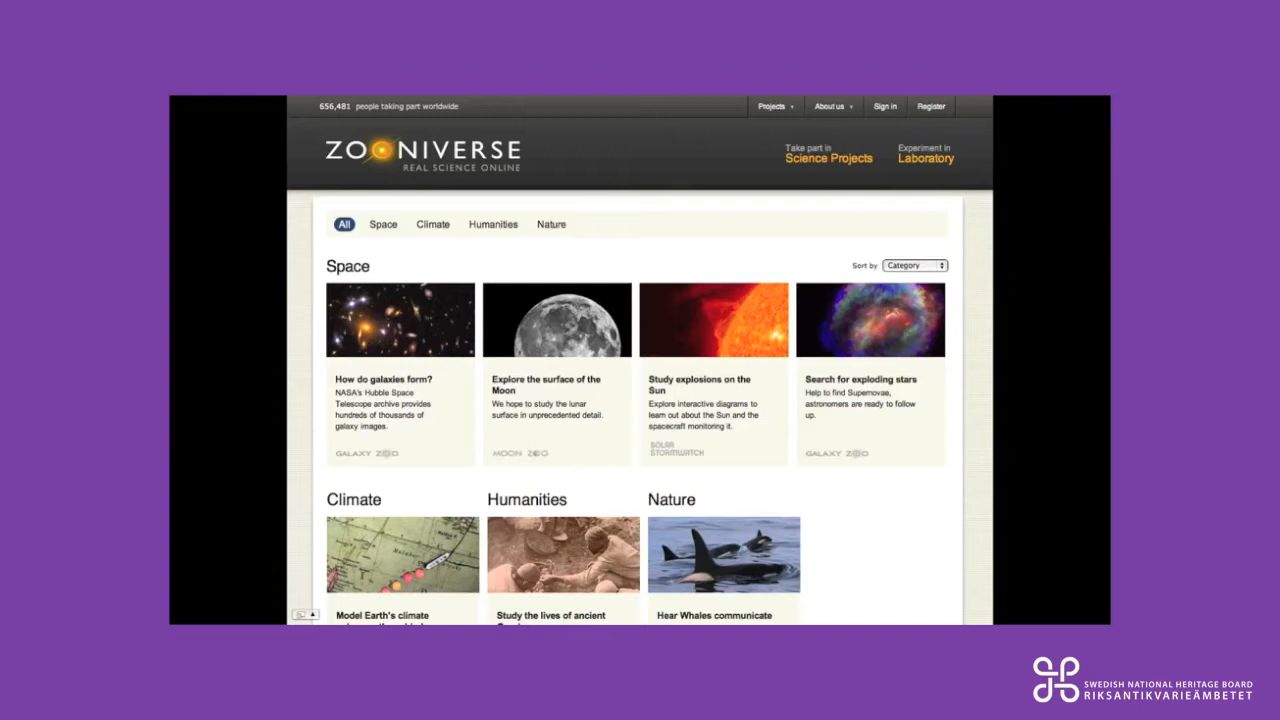 656,481 people taking part worldwide
Projects About us Sign in Register
ZOONIVERSE
REAL SCIENCE ONLINE
Take part in
Science Projects
Experiment in
Laboratory
All Space Climate Humanities Nature
Space
Sort by Category
How do galaxies form?
NASA's Hubble Space
Telescope archive provides
hundreds of thousands of
galaxy images.
GALAXY ZOO
Explore the surface of the
Moon
We hope to study the lunar
surface in unprecedented detail.
MOON ZOO
Study explosions on the
Sun
Explore interactive diagrams to
learn out about the Sun and the
spacecraft monitoring it.
SOLAR
STORMWATCH
Search for exploding stars
Help to find Supernovae,
astronomers are ready to follow
up.
GALAXY ZOO
Climate
Humanities
Nature
Model Earth's climate
Study the lives of ancient
Hear Whales communicate
SWEDISH NATIONAL HERITAGE BOARD
RIKSANTIKVARIEÄMBETET